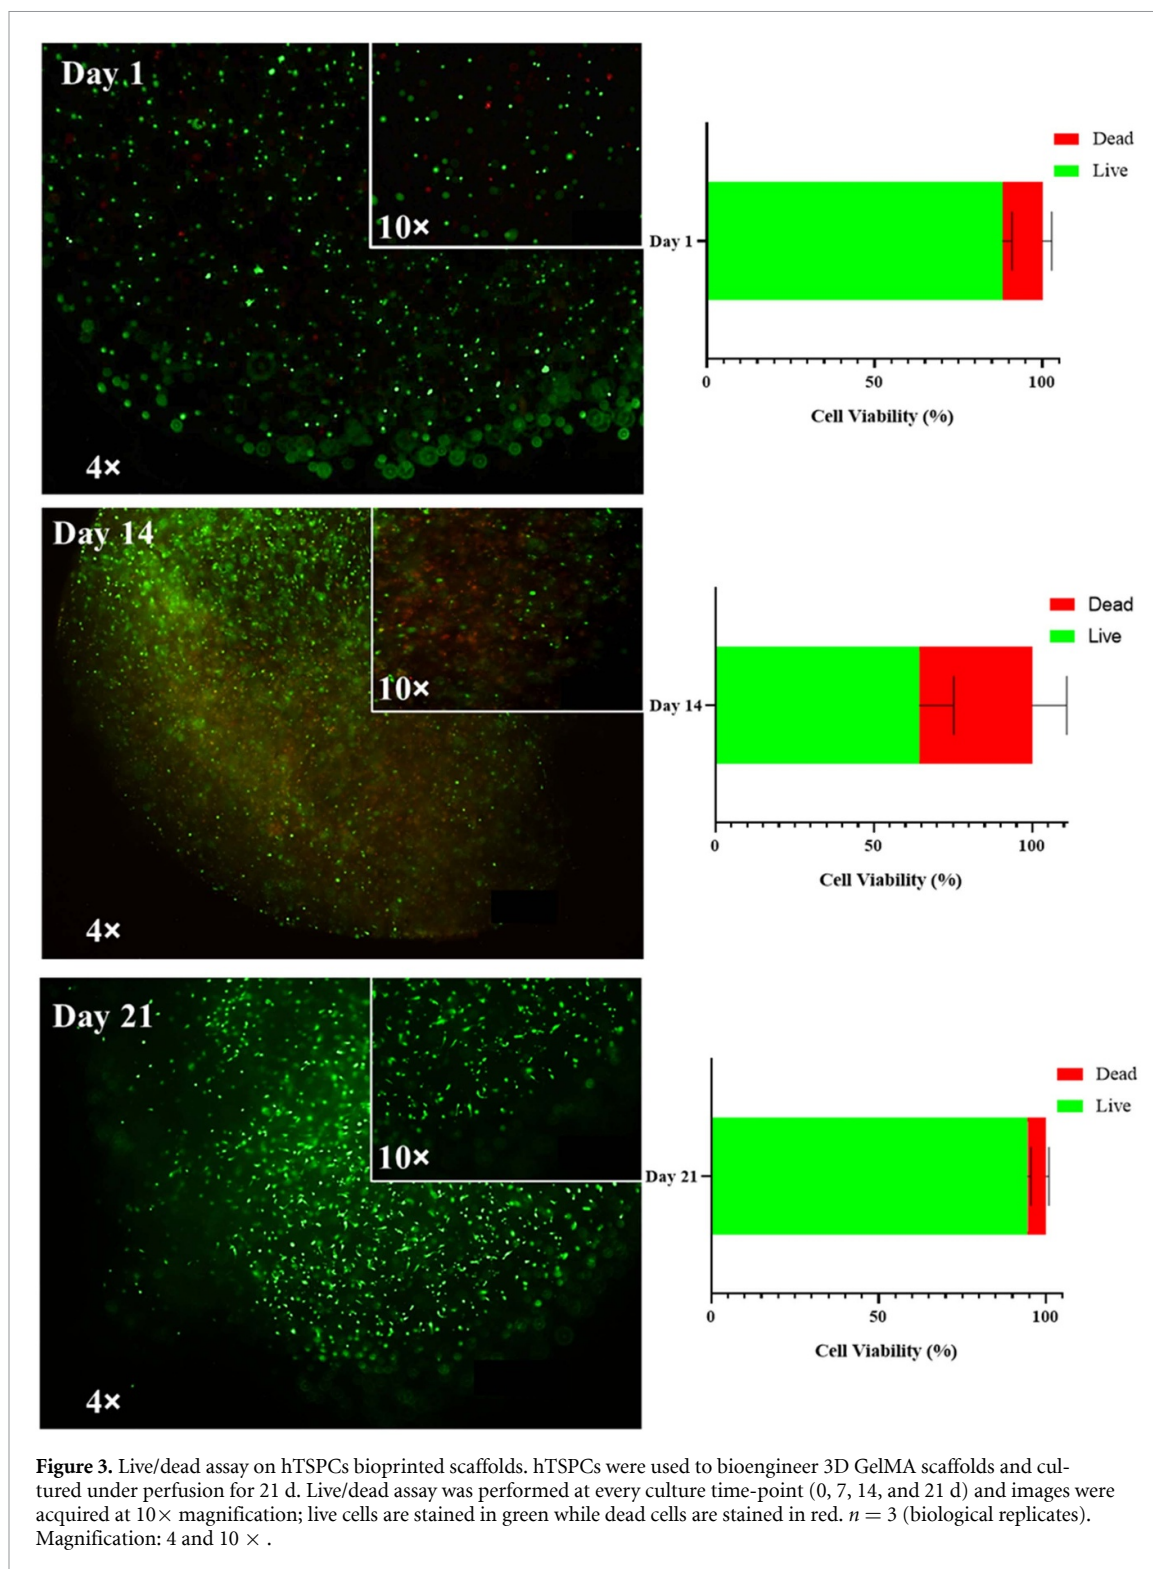 Day 1
10×
4×
Dead
Live
Day 1
0 50 100
Cell Viability (%)
Day 14
10×
4×
Dead
Live
Day 14
0 50 100
Cell Viability (%)
Day 21
10×
4×
Dead
Live
Day 21
0 50 100
Cell Viability (%)
Figure 3. Live/dead assay on hTSPCs bioprinted scaffolds. hTSPCs were used to bioengineer 3D GelMA scaffolds and cul-
tured under perfusion for 21 d. Live/dead assay was performed at every culture time-point (0, 7, 14, and 21 d) and images were
acquired at 10× magnification; live cells are stained in green while dead cells are stained in red. n = 3 (biological replicates).
Magnification: 4 and 10 × .